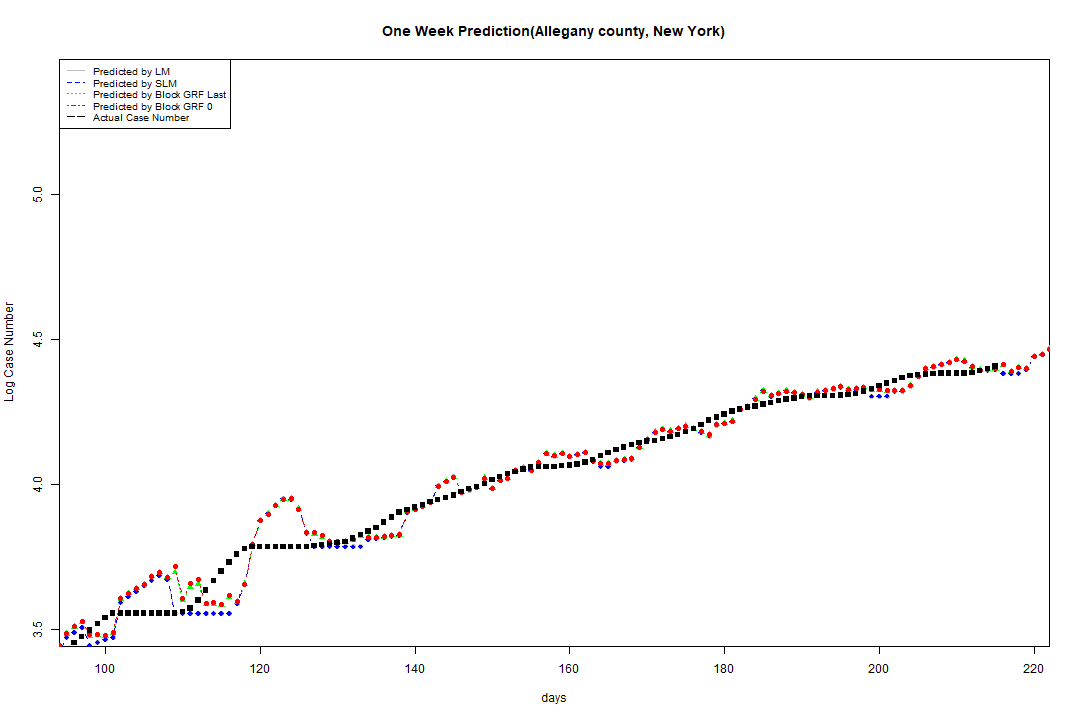 One Week Prediction(Allegany county, New York)
Predicted by LM
Predicted by SLM
Predicted by Block GRF Last
Predicted by Block GRF 0
Actual Case Number
5.0
4.5
4.0
3.5
Log Case Number
100 120 140 160 180 200 220
days